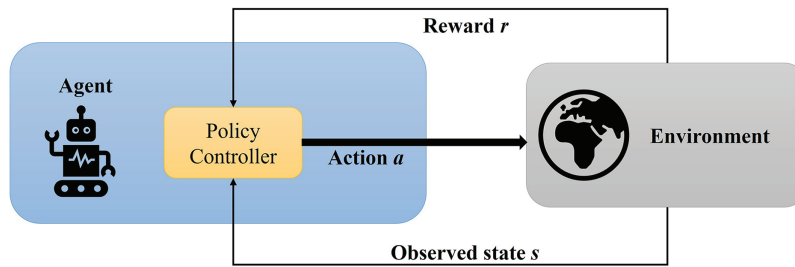 Reward r
Agent
Policy
Controller
Action a
Environment
Observed state s